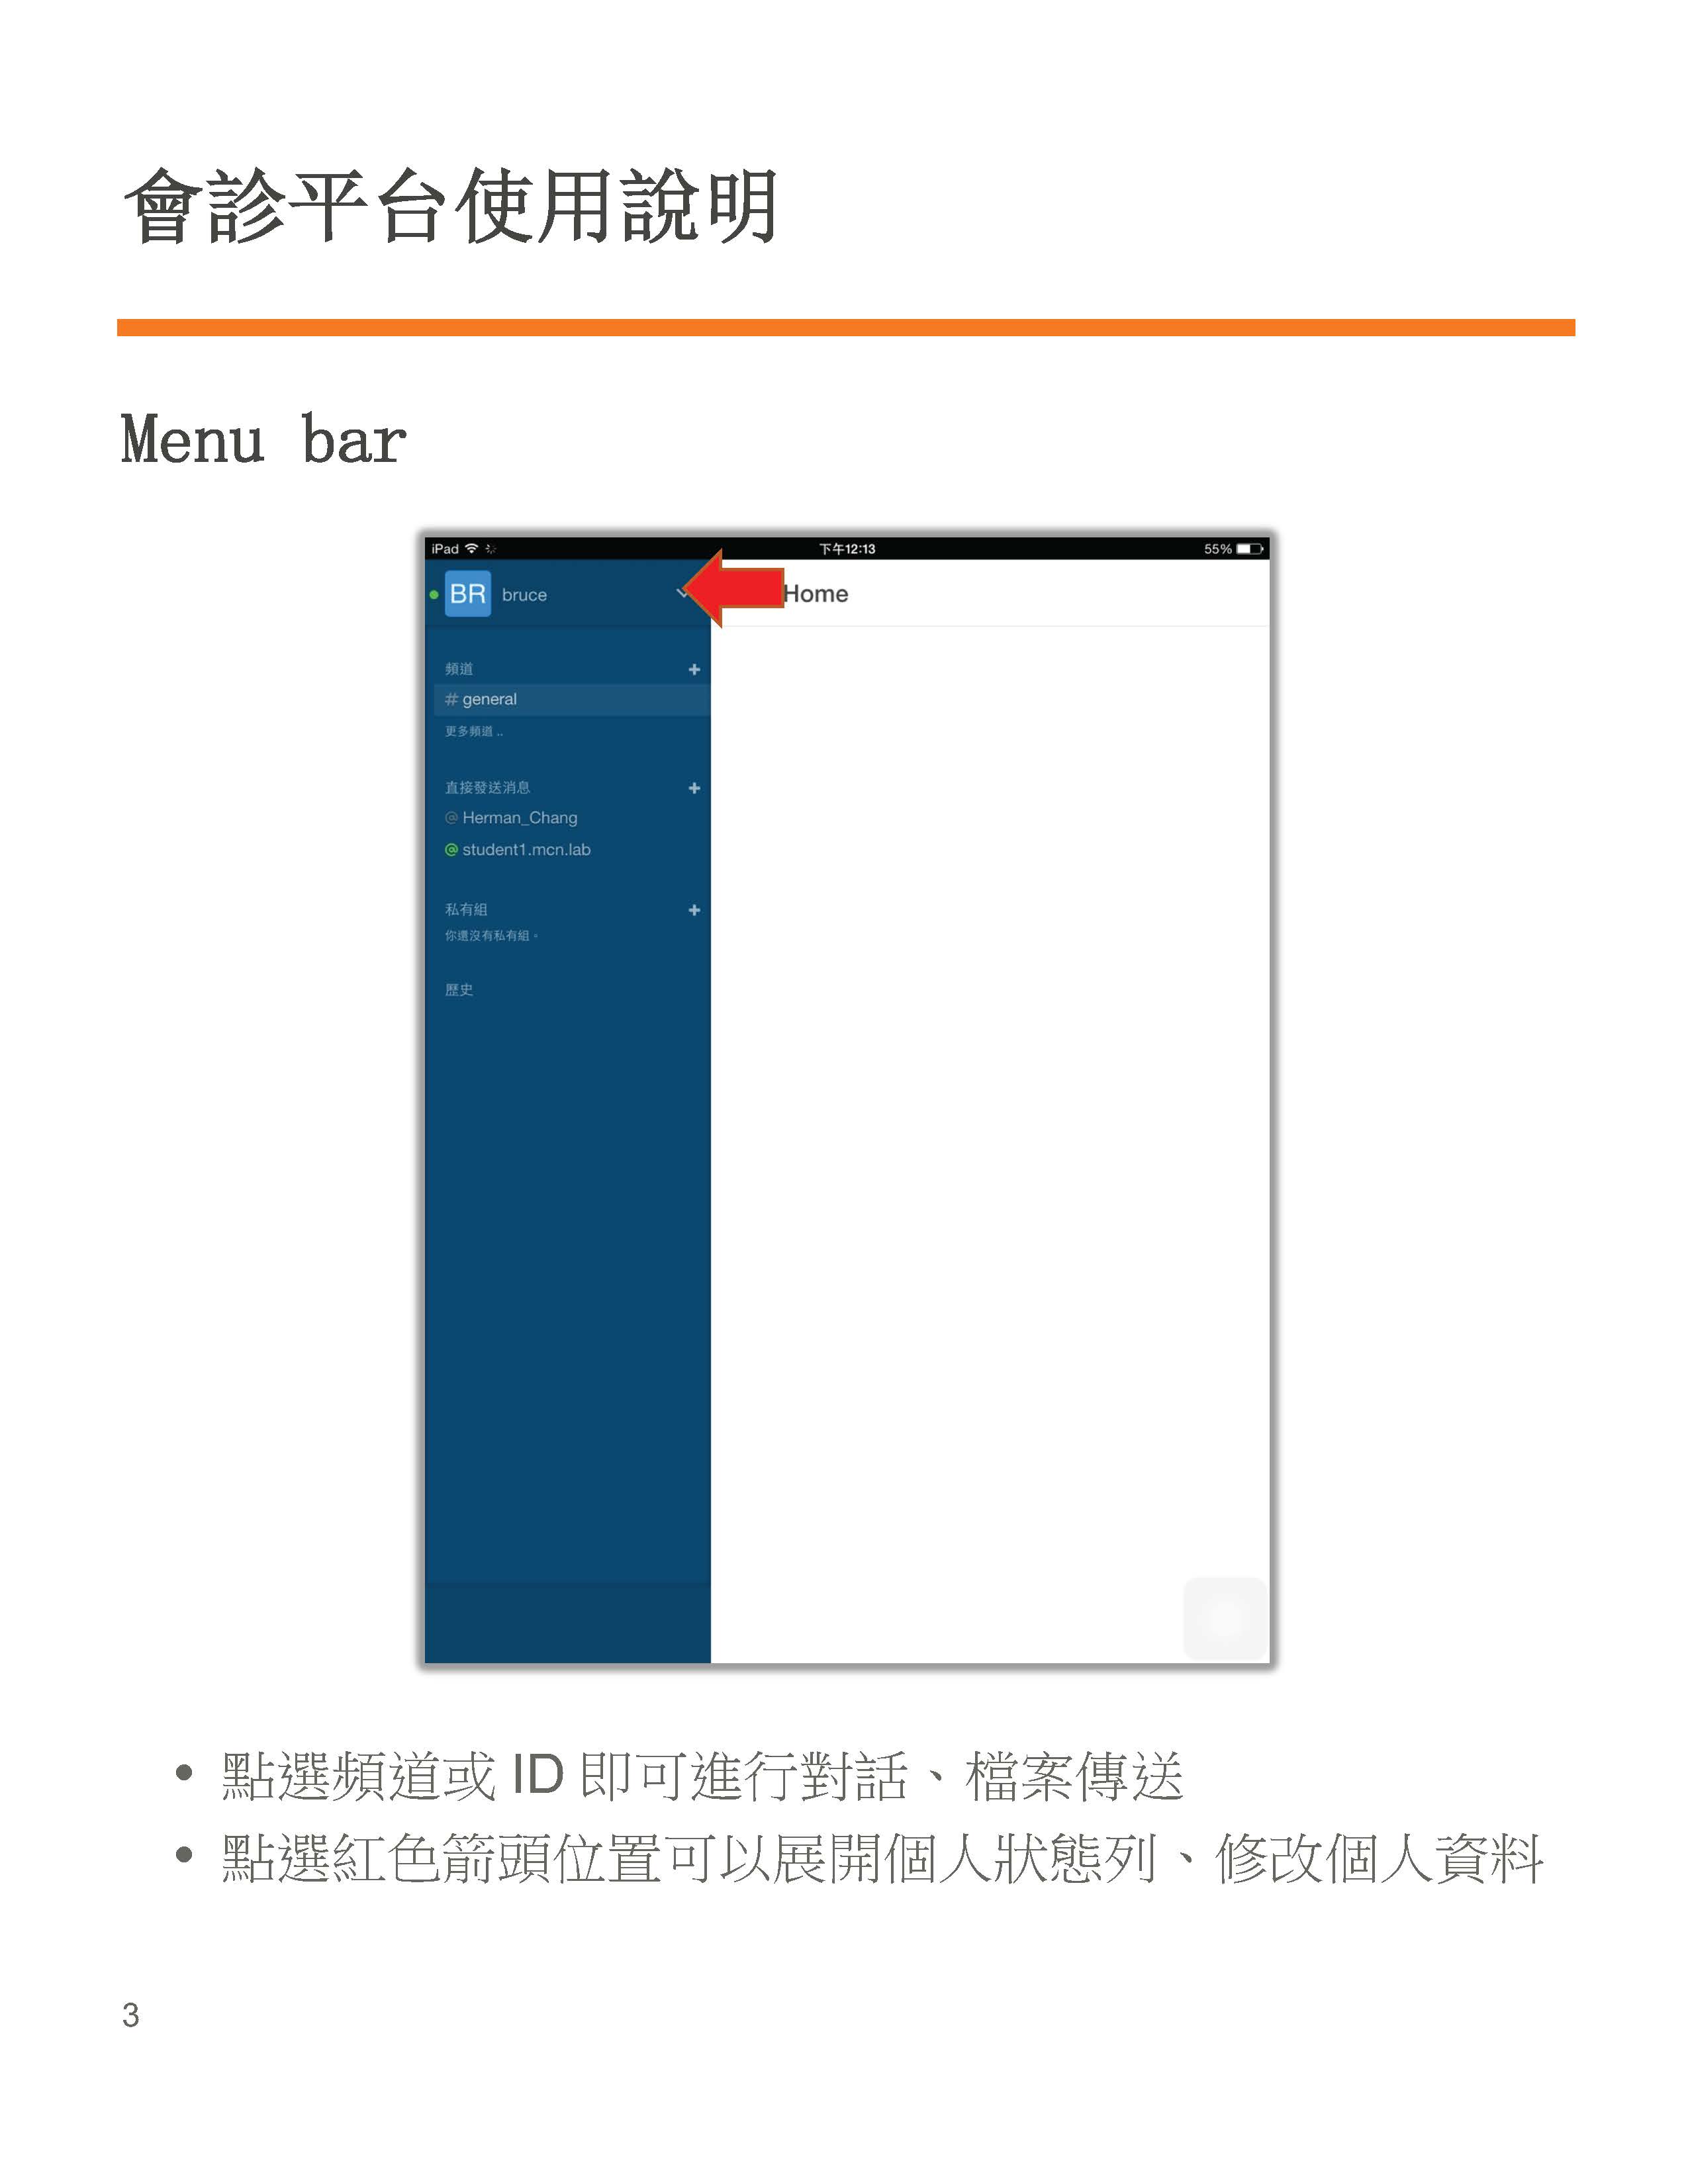 會診平台使用說明
Menu bar
iPad 下午12:13 55%
BR bruce Home
頻道 +
# general
更多頻道 ..
直接發送消息 +
@ Herman_Chang
@ student1.mcn.lab
私有組 +
你還沒有私有組。
歷史
• 點選頻道或 ID 即可進行對話、檔案傳送
• 點選紅色箭頭位置可以展開個人狀態列、修改個人資料
3